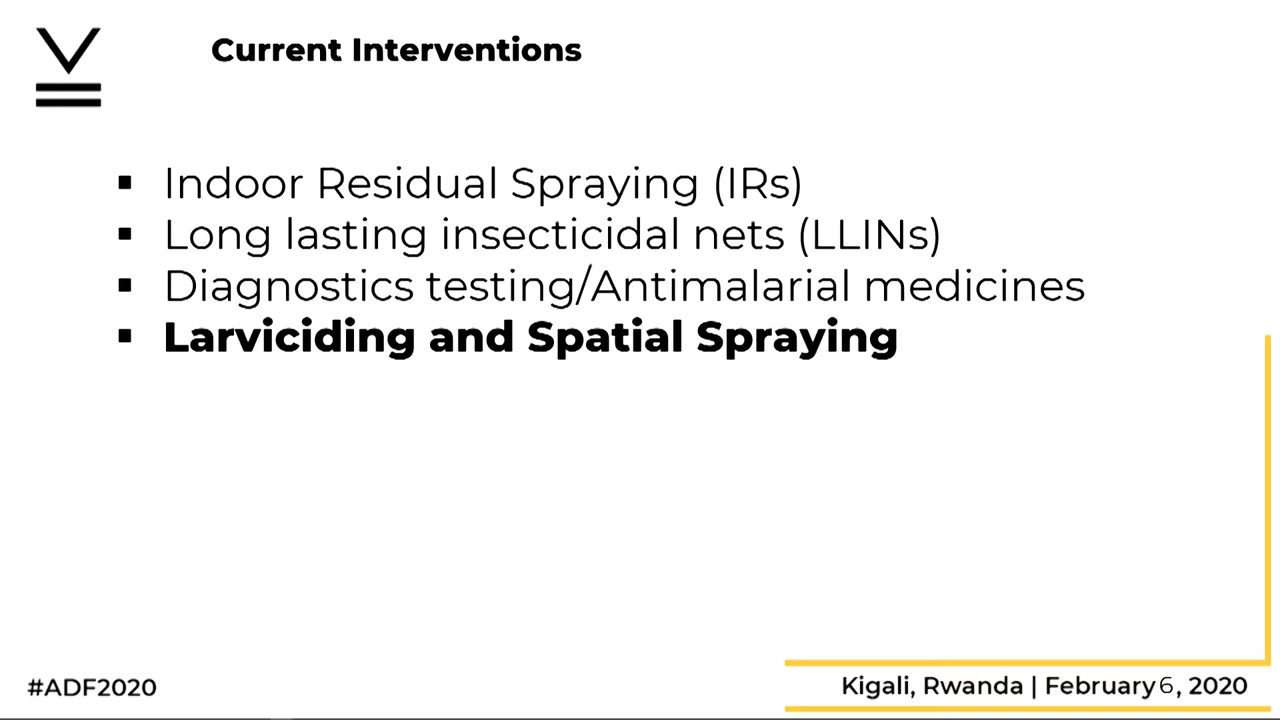 Current Interventions
▪ Indoor Residual Spraying (IRs)
▪ Long lasting insecticidal nets (LLINs)
▪ Diagnostics testing/Antimalarial medicines
▪ Larviciding and Spatial Spraying
#ADF2020
Kigali, Rwanda | February 6, 2020